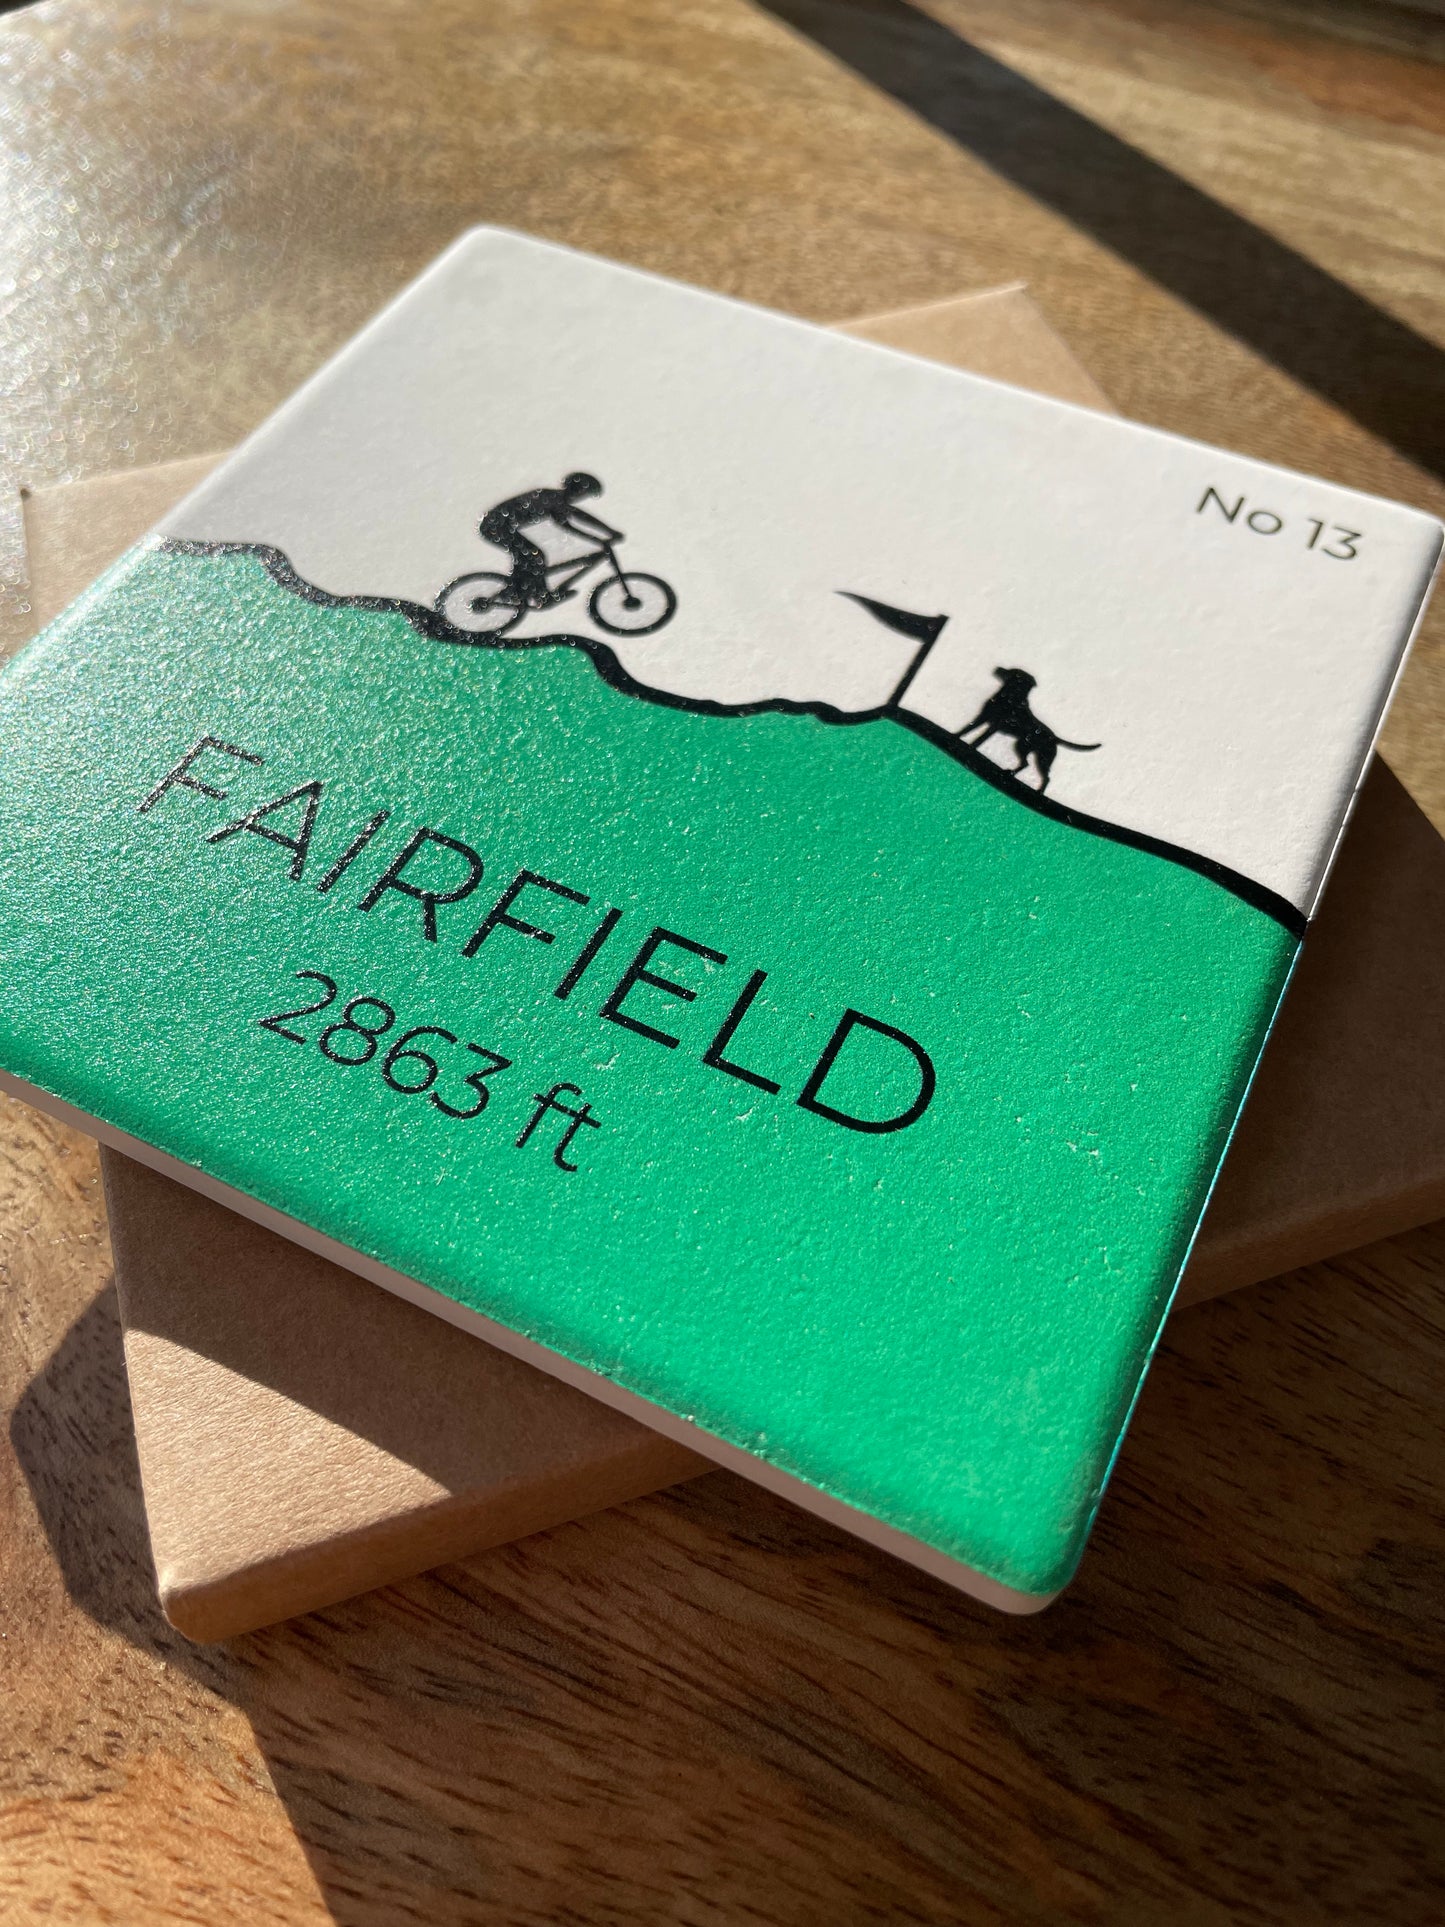 No 13
FAIRFIELD
2863 ft